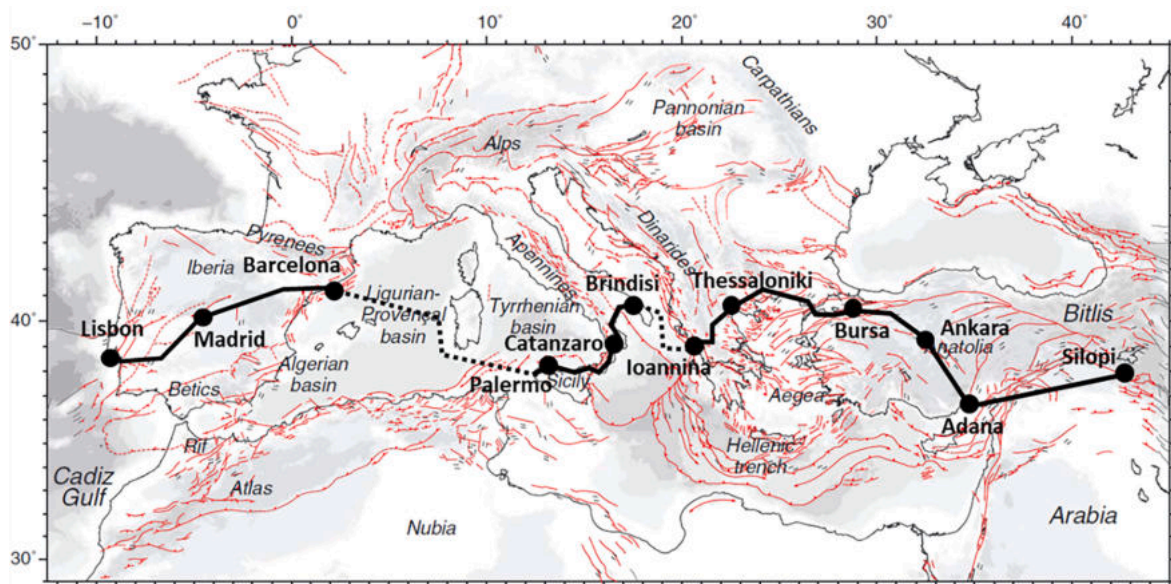 −10˚ 0˚ 10˚ 20˚ 30˚ 40˚
50˚
Carpathians
Pannonian
basin
Alps
Dinarides
Pyrenees
Iberia
Barcelona
Apennines
Brindisi
Thessaloniki
Ligurian-
Provençal
basin
Tyrrhenian
basin
40˚
Lisbon
Madrid
Catanzaro
Bursa
Ankara
natolia
Bitlis
Silopi
Algerian
basin
Palermo
Sicily
Ioannina
Betics
Aegea
Adana
Rif
Hellenic
trench
Cadiz
Gulf
Atlas
Nubia
Arabia
30˚